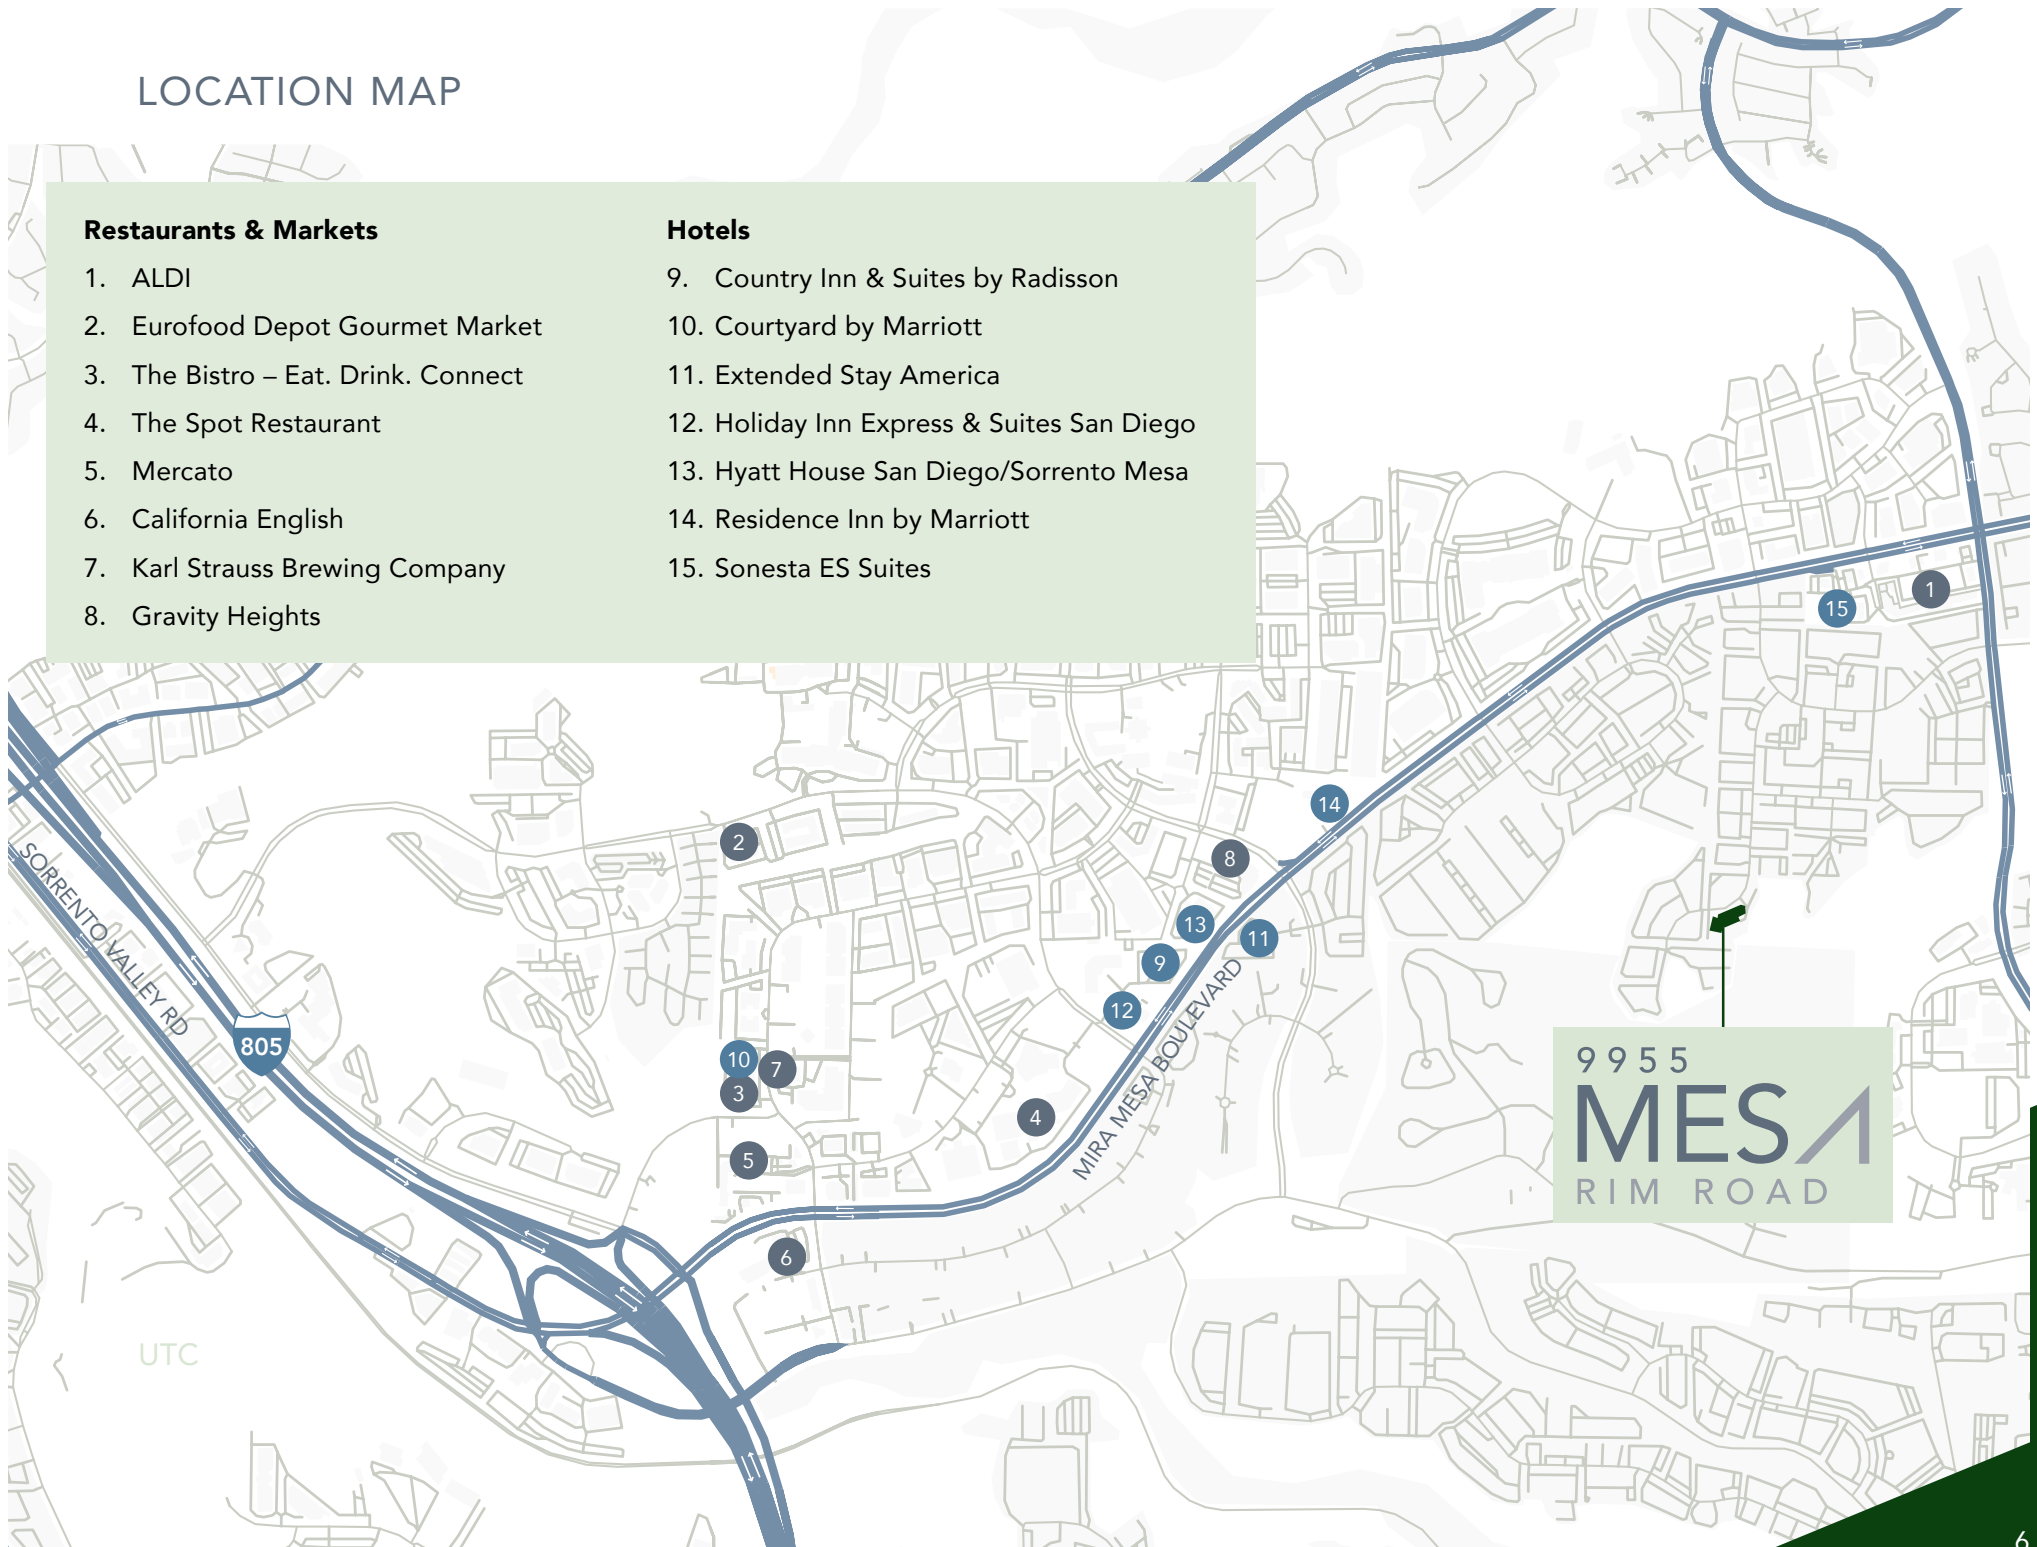 LOCATION MAP
Restaurants & Markets
1. ALDI
2. Eurofood Depot Gourmet Market
3. The Bistro – Eat. Drink. Connect
4. The Spot Restaurant
5. Mercato
6. California English
7. Karl Strauss Brewing Company
8. Gravity Heights
Hotels
9. Country Inn & Suites by Radisson
10. Courtyard by Marriott
11. Extended Stay America
12. Holiday Inn Express & Suites San Diego
13. Hyatt House San Diego/Sorrento Mesa
14. Residence Inn by Marriott
15. Sonesta ES Suites
1
15
14
2
8
13
11
9
12
SORRENTO VALLEY RD
805
10
7
3
4
5
6
MIRA MESA BOULEVARD
9955
MESA
RIM ROAD
UTC
6